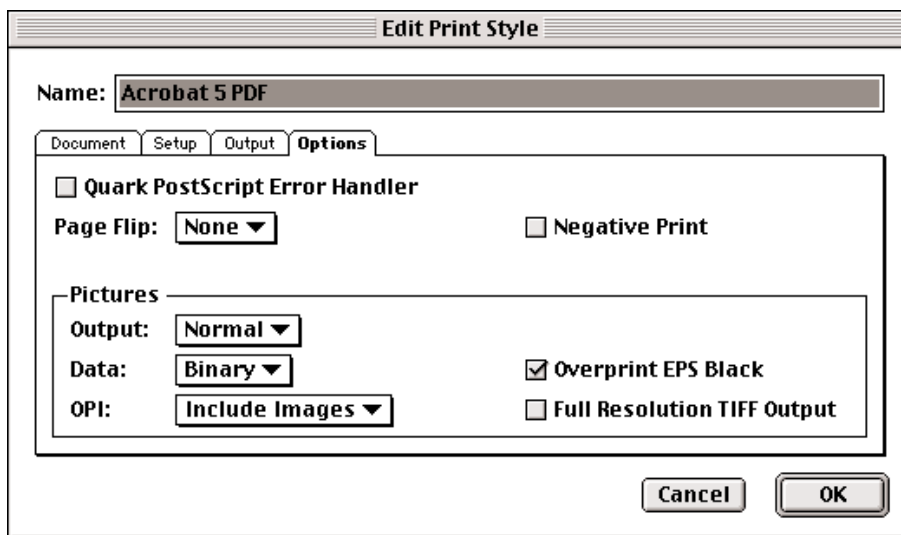 Edit Print Style
Name: Acrobat 5 PDF
Document Setup Output Options
Quark PostScript Error Handler
Page Flip: None Negative Print
Pictures
Output: Normal
Data: Binary Overprint EPS Black
OPI: Include Images Full Resolution TIFF Output
Cancel OK